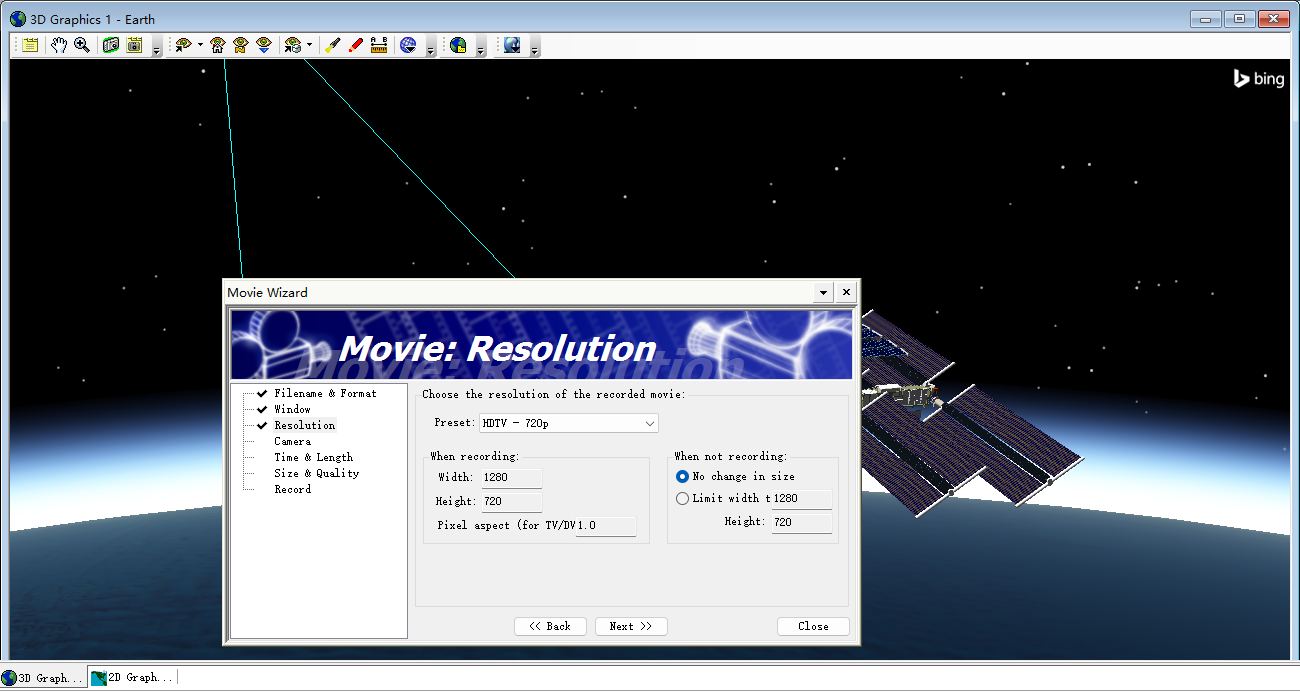 3D Graphics 1 - Earth
A B
bing
Movie Wizard
Movie: Resolution
Movie: Resolution
Filename & Format
Window
Resolution
Camera
Time & Length
Size & Quality
Record
Choose the resolution of the recorded movie:
Preset: HDTV - 720p
When recording:
Width: 1280
Height: 720
Pixel aspect (for TV/DV 1.0
When not recording:
No change in size
Limit width t 1280
Height: 720
<< Back
Next >>
Close
3D Graph...
2D Graph...